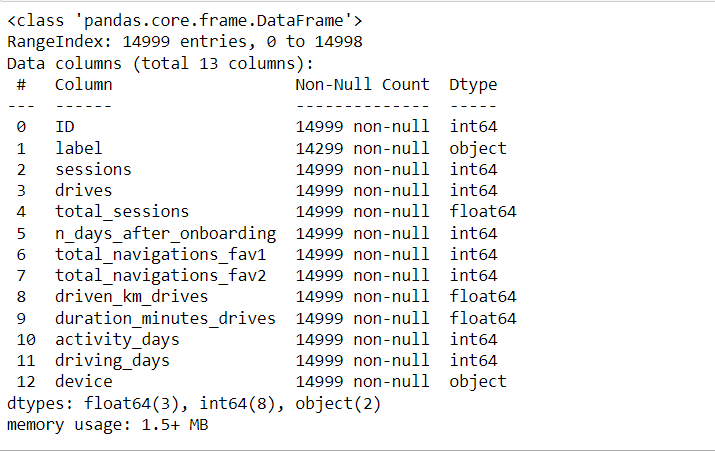 <class 'pandas.core.frame.DataFrame'>
RangeIndex: 14999 entries, 0 to 14998
Data columns (total 13 columns):
 #   Column                   Non-Null Count  Dtype
---  ------                   --------------  -----
 0   ID                       14999 non-null  int64
 1   label                    14299 non-null  object
 2   sessions                 14999 non-null  int64
 3   drives                   14999 non-null  int64
 4   total_sessions           14999 non-null  float64
 5   n_days_after_onboarding  14999 non-null  int64
 6   total_navigations_fav1   14999 non-null  int64
 7   total_navigations_fav2   14999 non-null  int64
 8   driven_km_drives         14999 non-null  float64
 9   duration_minutes_drives  14999 non-null  float64
 10  activity_days            14999 non-null  int64
 11  driving_days             14999 non-null  int64
 12  device                   14999 non-null  object
dtypes: float64(3), int64(8), object(2)
memory usage: 1.5+ MB